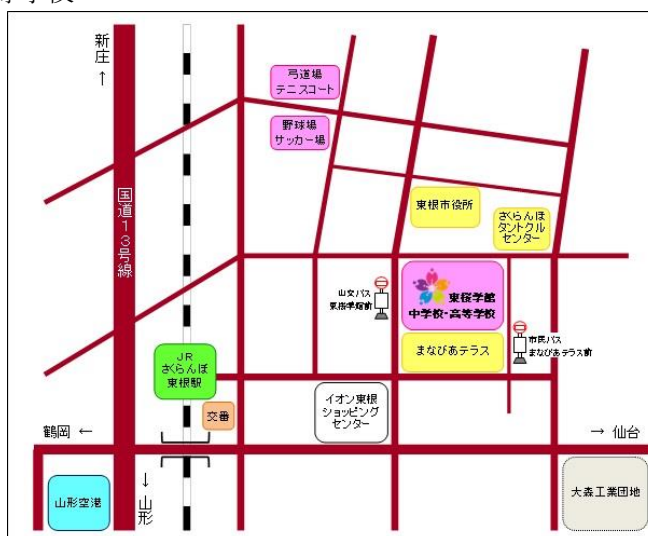 新庄
↑
弓道場
テニスコート
野球場
サッカー場
国道13号線
東根市役所
さくらんぼ
タントクル
センター
山交バス
東桜学館前
東桜学館
中学校・高等学校
まなびあテラス
市民バス
まなびあテラス前
JR
さくらんぼ
東根駅
交番
イオン東根
ショッピング
センター
鶴岡 ←
→ 仙台
山形空港
↓
山形
大森工業団地